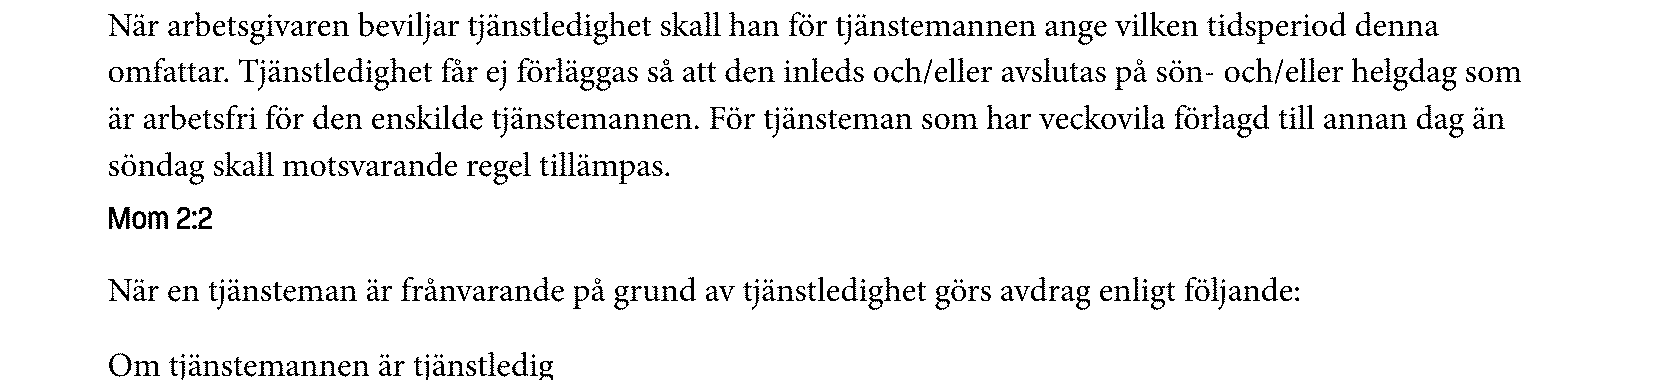 När arbetsgivaren beviljar tjänstledighet skall han för tjänstemannen ange vilken tidsperiod denna
omfattar. Tjänstledighet får ej förläggas så att den inleds och/eller avslutas på sön- och/eller helgdag som
är arbetsfri för den enskilde tjänstemannen. För tjänsteman som har veckovila förlagd till annan dag än
söndag skall motsvarande regel tillämpas.
Mom 2:2
När en tjänsteman är frånvarande på grund av tjänstledighet görs avdrag enligt följande:
Om tjänstemannen är tjänstledig